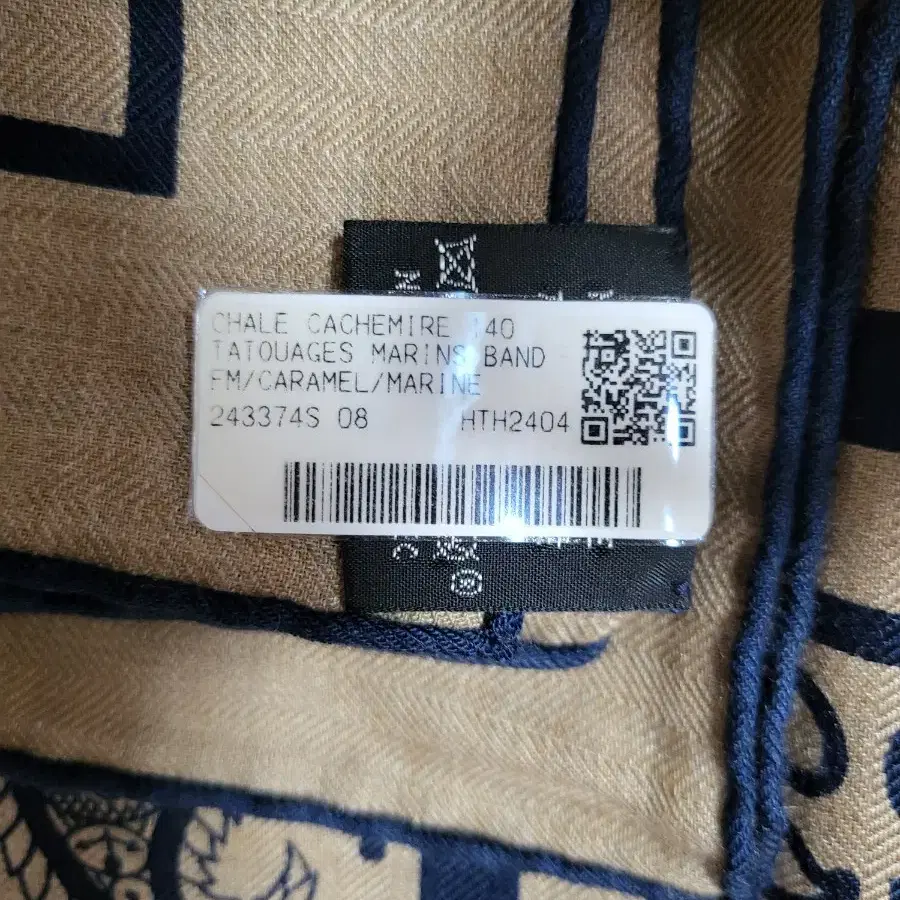 CHALE CACHEMIRE 140
TATOUAGES MARINS BAND
FM/CARAMEL/MARINE
243374S 08 HTH2404